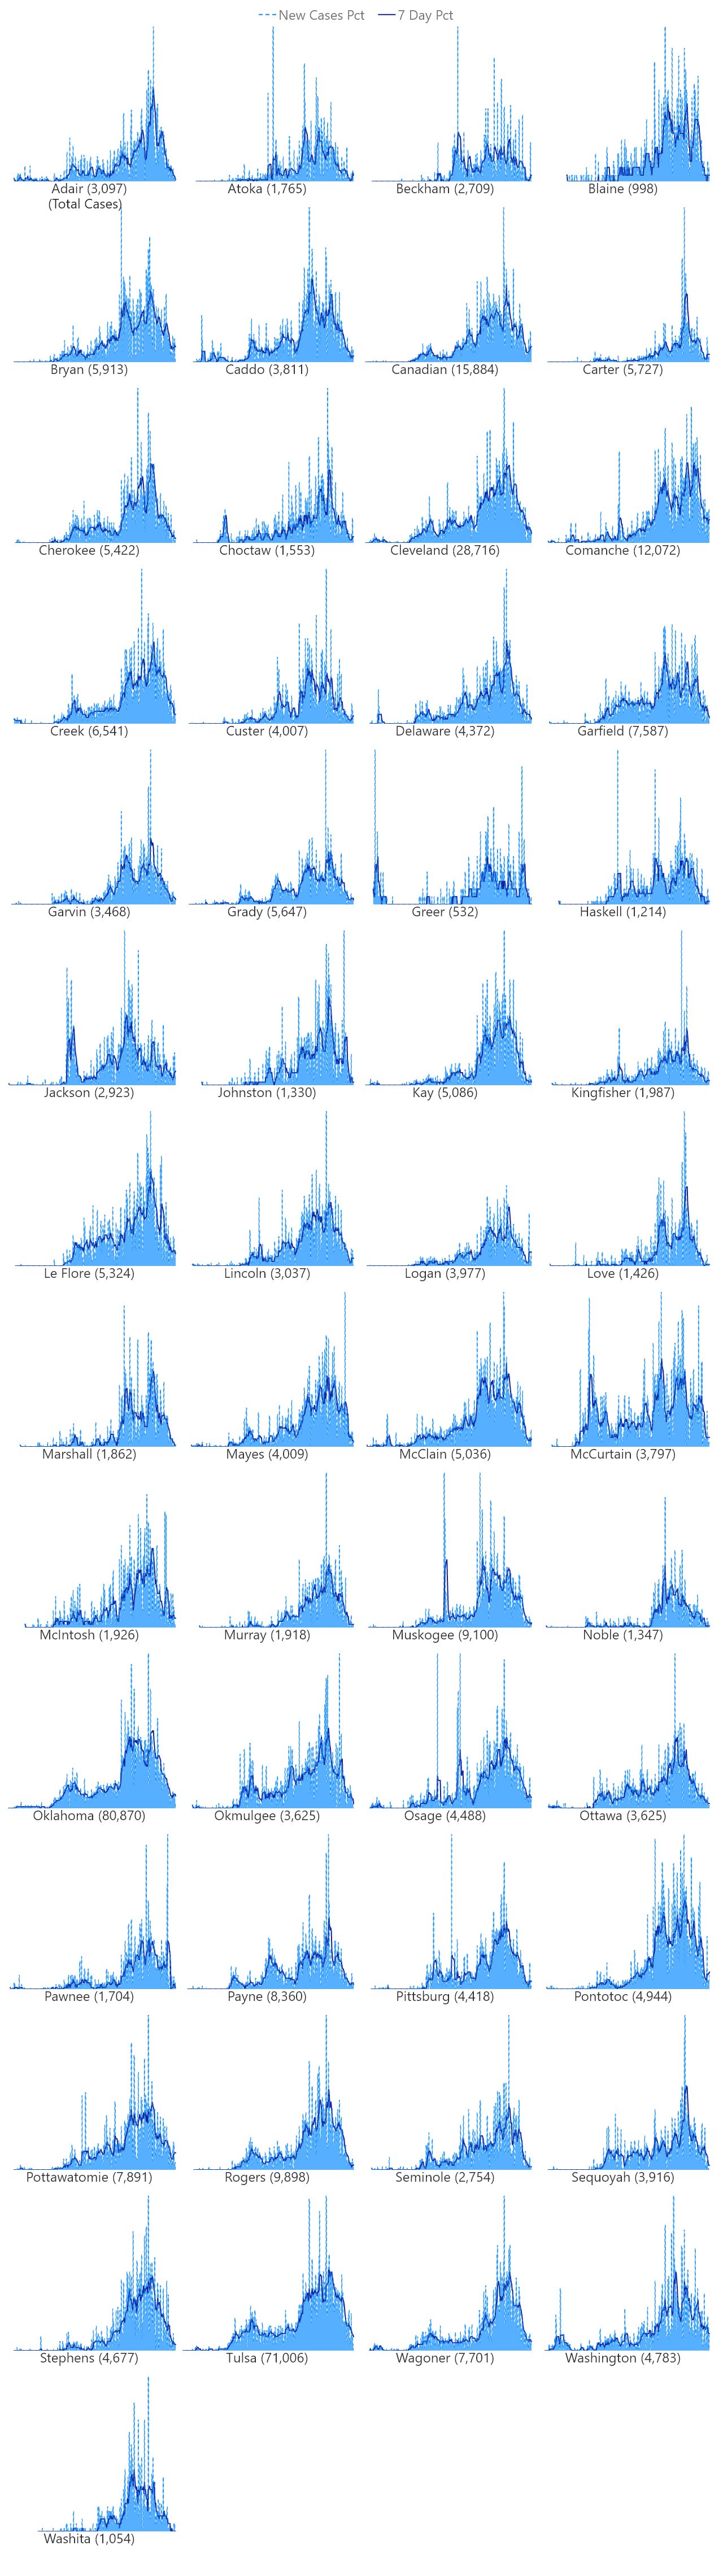 New Cases Pct 7 Day Pct
Adair (3,097) Atoka (1,765) Beckham (2,709) Blaine (998)
(Total Cases)
Bryan (5,913) Caddo (3,811) Canadian (15,884) Carter (5,727)
Cherokee (5,422) Choctaw (1,553) Cleveland (28,716) Comanche (12,072)
Creek (6,541) Custer (4,007) Delaware (4,372) Garfield (7,587)
Garvin (3,468) Grady (5,647) Greer (532) Haskell (1,214)
Jackson (2,923) Johnston (1,330) Kay (5,086) Kingfisher (1,987)
Le Flore (5,324) Lincoln (3,037) Logan (3,977) Love (1,426)
Marshall (1,862) Mayes (4,009) McClain (5,036) McCurtain (3,797)
McIntosh (1,926) Murray (1,918) Muskogee (9,100) Noble (1,347)
Oklahoma (80,870) Okmulgee (3,625) Osage (4,488) Ottawa (3,625)
Pawnee (1,704) Payne (8,360) Pittsburg (4,418) Pontotoc (4,944)
Pottawatomie (7,891) Rogers (9,898) Seminole (2,754) Sequoyah (3,916)
Stephens (4,677) Tulsa (71,006) Wagoner (7,701) Washington (4,783)
Washita (1,054)